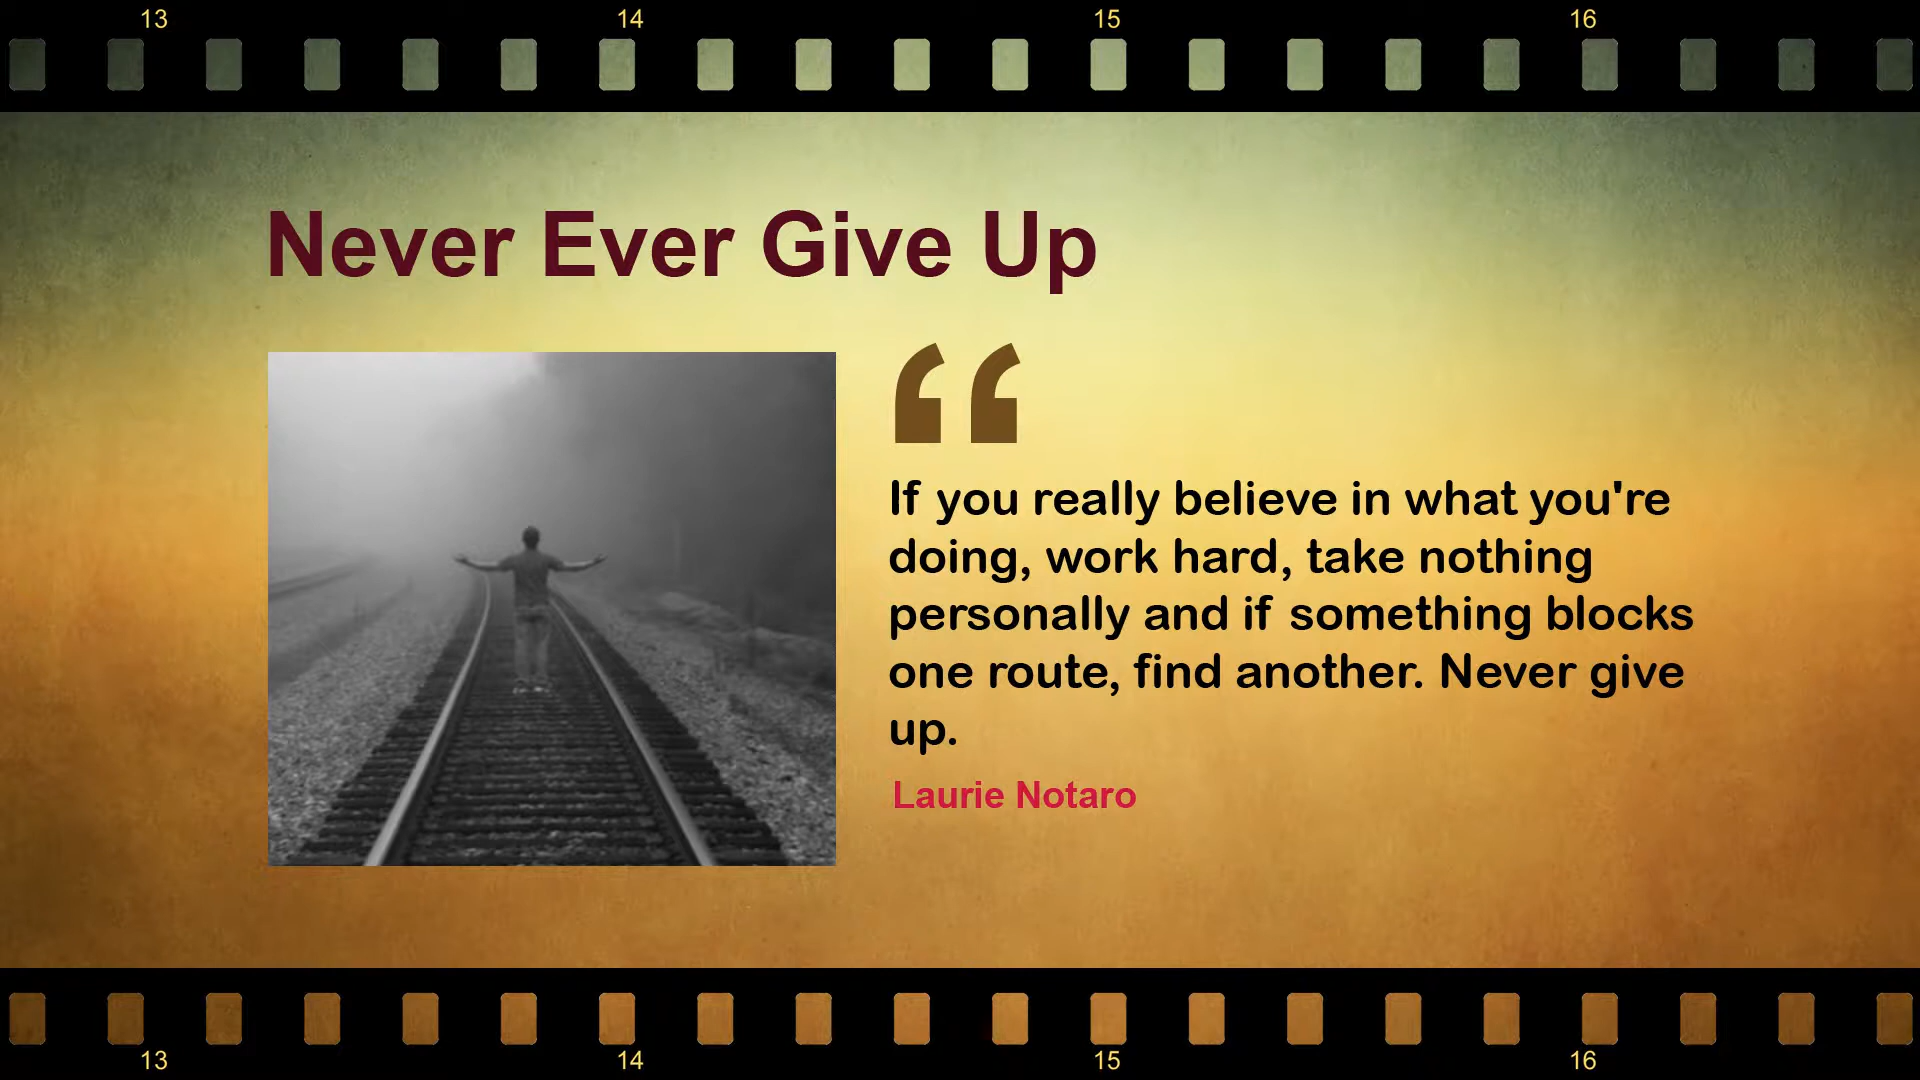 13 14 15 16
Never Ever Give Up
“
If you really believe in what you're
doing, work hard, take nothing
personally and if something blocks
one route, find another. Never give
up.
Laurie Notaro
13 14 15 16